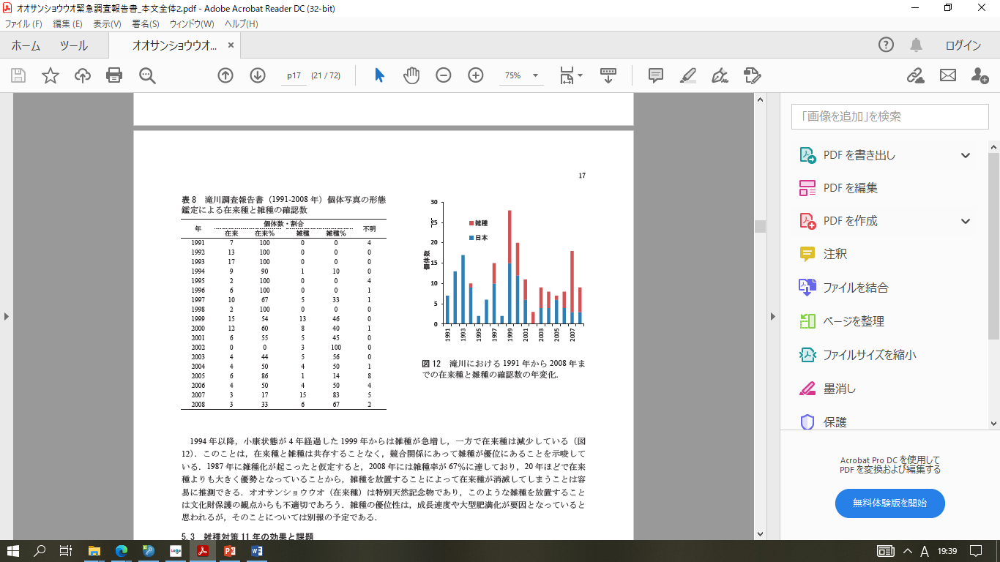 オオサンショウウオ緊急調査報告書_本文全体2.pdf - Adobe Acrobat Reader DC (32-bit)
ファイル (F) 編集 (E) 表示(V) 署名(S) ウィンドウ(W) ヘルプ(H)
ホーム ツール オオサンショウウオ... × ログイン
p17 (21 / 72) 75%
「画像を追加」を検索
PDF を書き出し
PDF を編集
PDF を作成
注釈
ファイルを結合
ページを整理
ファイルサイズを縮小
墨消し
保護
Acrobat Pro DC を使用して
PDF を変換および編集する
無料体験版を開始
17
表 8 滝川調査報告書（1991-2008 年）個体写真の形態
鑑定による在来種と雑種の確認数
年 個体数・割合 不明
在来 在来% 雑種 雑種%
1991 7 100 0 0 4
1992 13 100 0 0 0
1993 17 100 0 0 0
1994 9 90 1 10 0
1995 2 100 0 0 4
1996 6 100 0 0 1
1997 10 67 5 33 1
1998 2 100 0 0 0
1999 15 54 13 46 0
2000 12 60 8 40 1
2001 6 55 5 45 0
2002 0 0 3 100 0
2003 4 44 5 56 0
2004 4 50 4 50 1
2005 6 86 1 14 8
2006 4 50 4 50 4
2007 3 17 15 83 5
2008 3 33 6 67 2
個体数
30
25
20
15
10
5
0
雑種
日本
1991 1993 1995 1997 1999 2001 2003 2005 2007
図 12 滝川における 1991 年から 2008 年ま
での在来種と雑種の確認数の年変化.
1994 年以降，小康状態が 4 年経過した 1999 年からは雑種が急増し，一方で在来種は減少している（図
12）．このことは，在来種と雑種は共存することなく，競合関係にあって雑種が優位にあることを示唆して
いる．1987 年に雑種化が起こったと仮定すると，2008 年には雑種率が 67%に達しており，20 年ほどで在来
種よりも大きく優勢となっていることから，雑種を放置することによって在来種が消滅してしまうことは容
易に推測できる．オオサンショウウオ（在来種）は特別天然記念物であり，このような雑種を放置すること
は文化財保護の観点からも不適切であろう．雑種の優位性は，成長速度や大型肥満化が要因となっていると
思われるが，そのことについては別報の予定である．
5. 3 雑種対策 11 年の効果と課題
LoGo
A 19:39